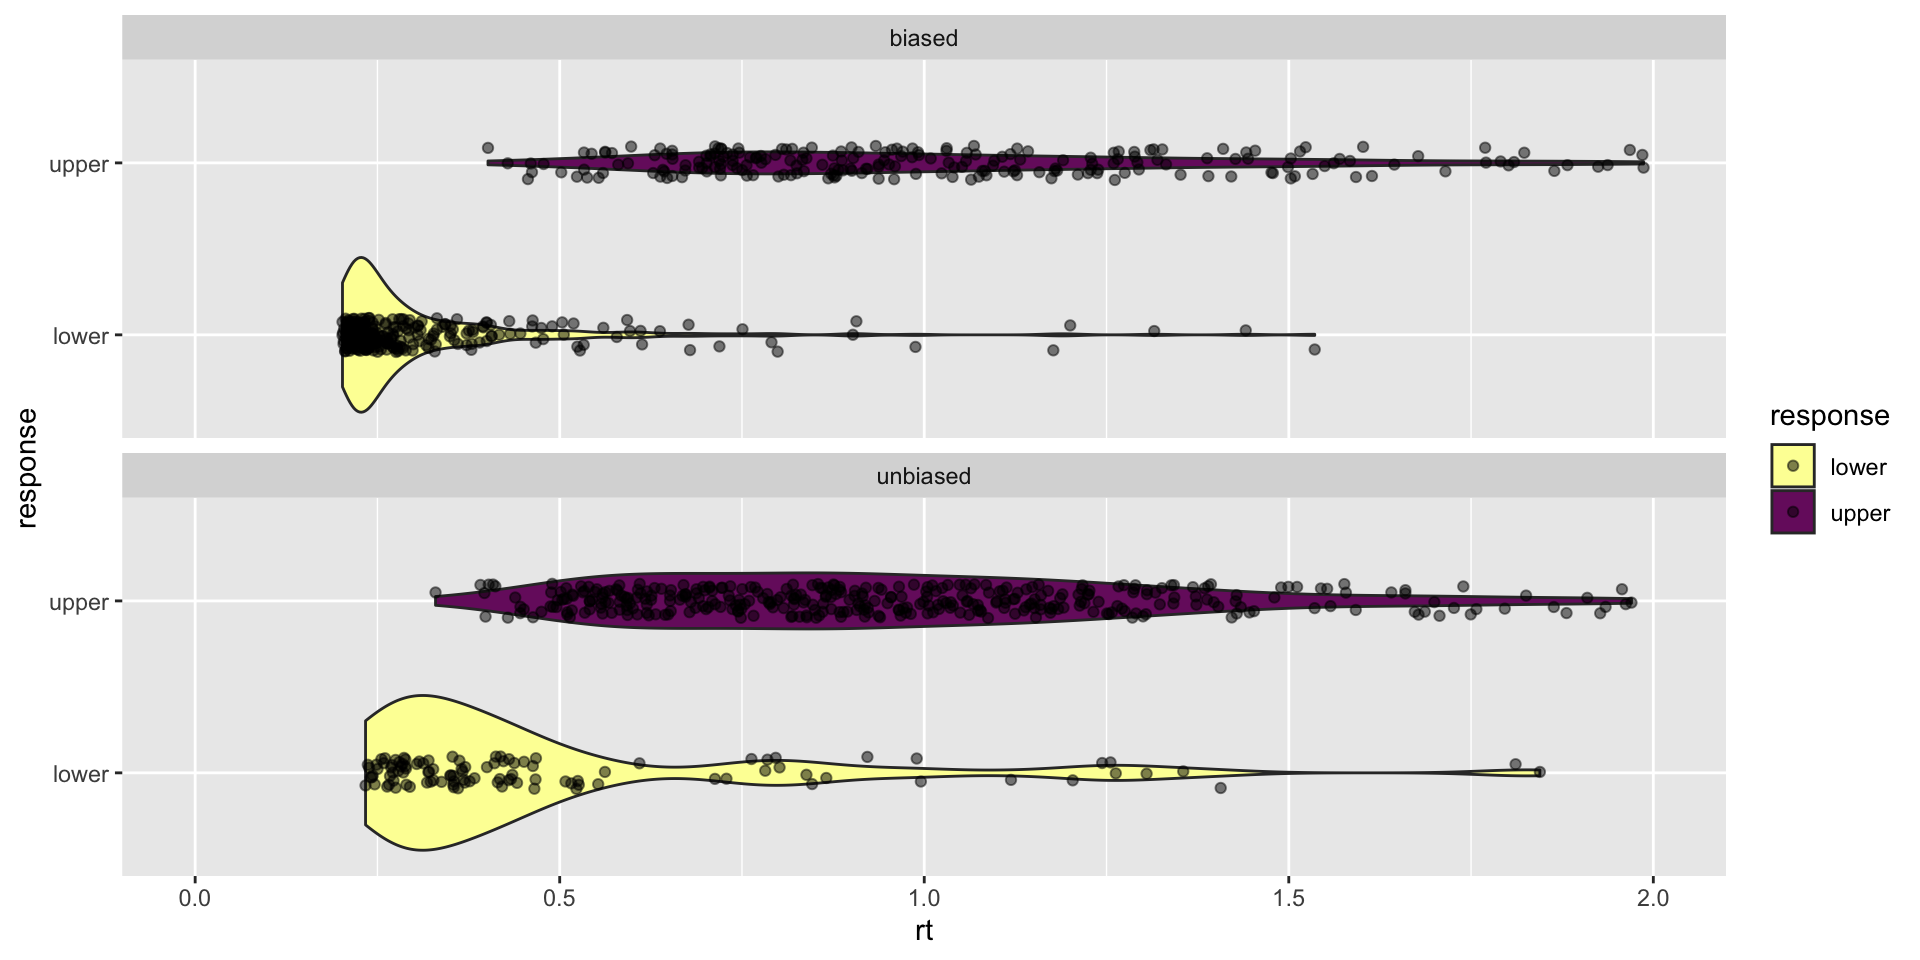 biased
upper
lower
unbiased
upper
lower
0.0 0.5 1.0 1.5 2.0
rt
response
response
lower
upper